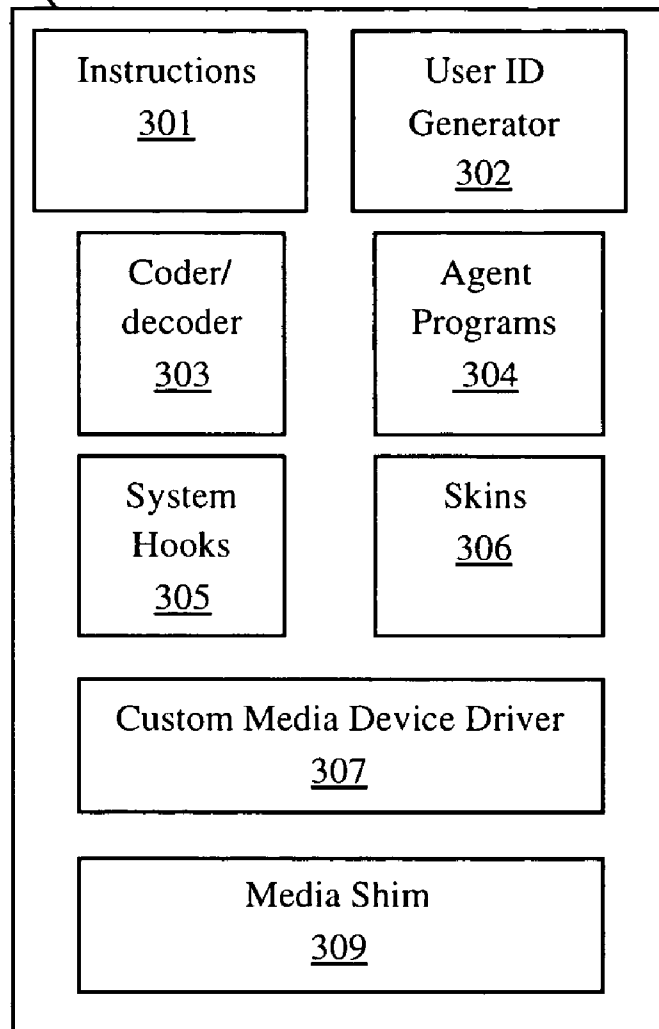 Instructions
301
User ID
Generator
302
Coder/
decoder
303
Agent
Programs
304
System
Hooks
305
Skins
306
Custom Media Device Driver
307
Media Shim
309